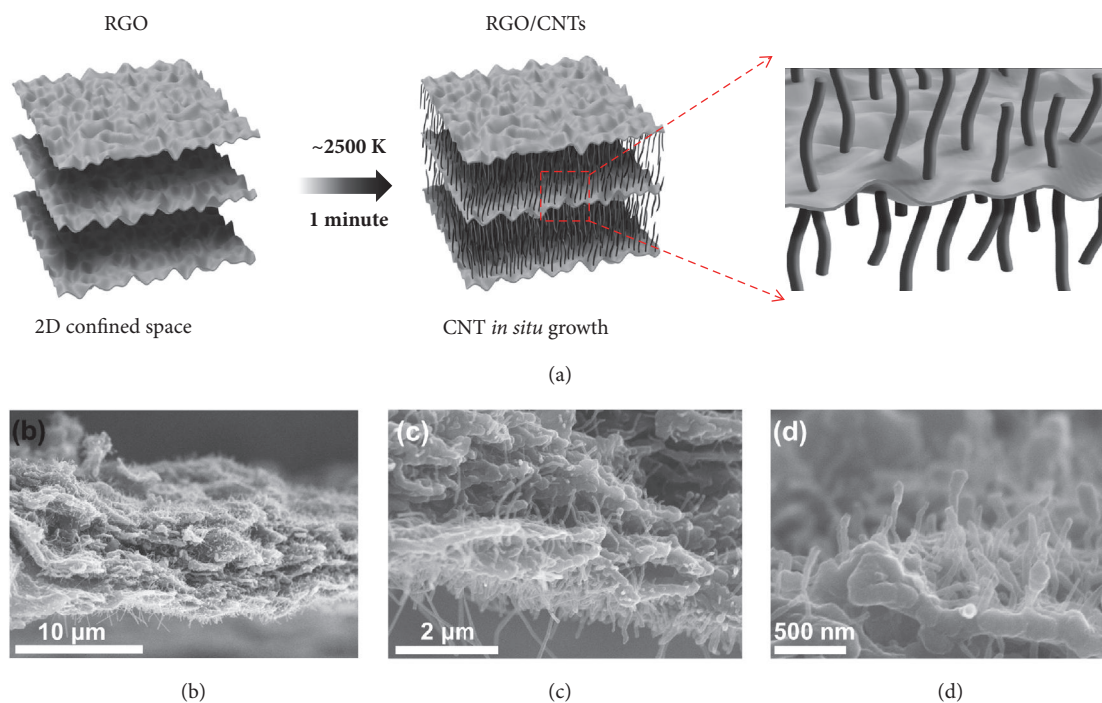 RGO
RGO/CNTs
~2500 K
1 minute
2D confined space
CNT in situ growth
(a)
(b)
(c)
(d)
10 µm
2 µm
500 nm
(b)
(c)
(d)